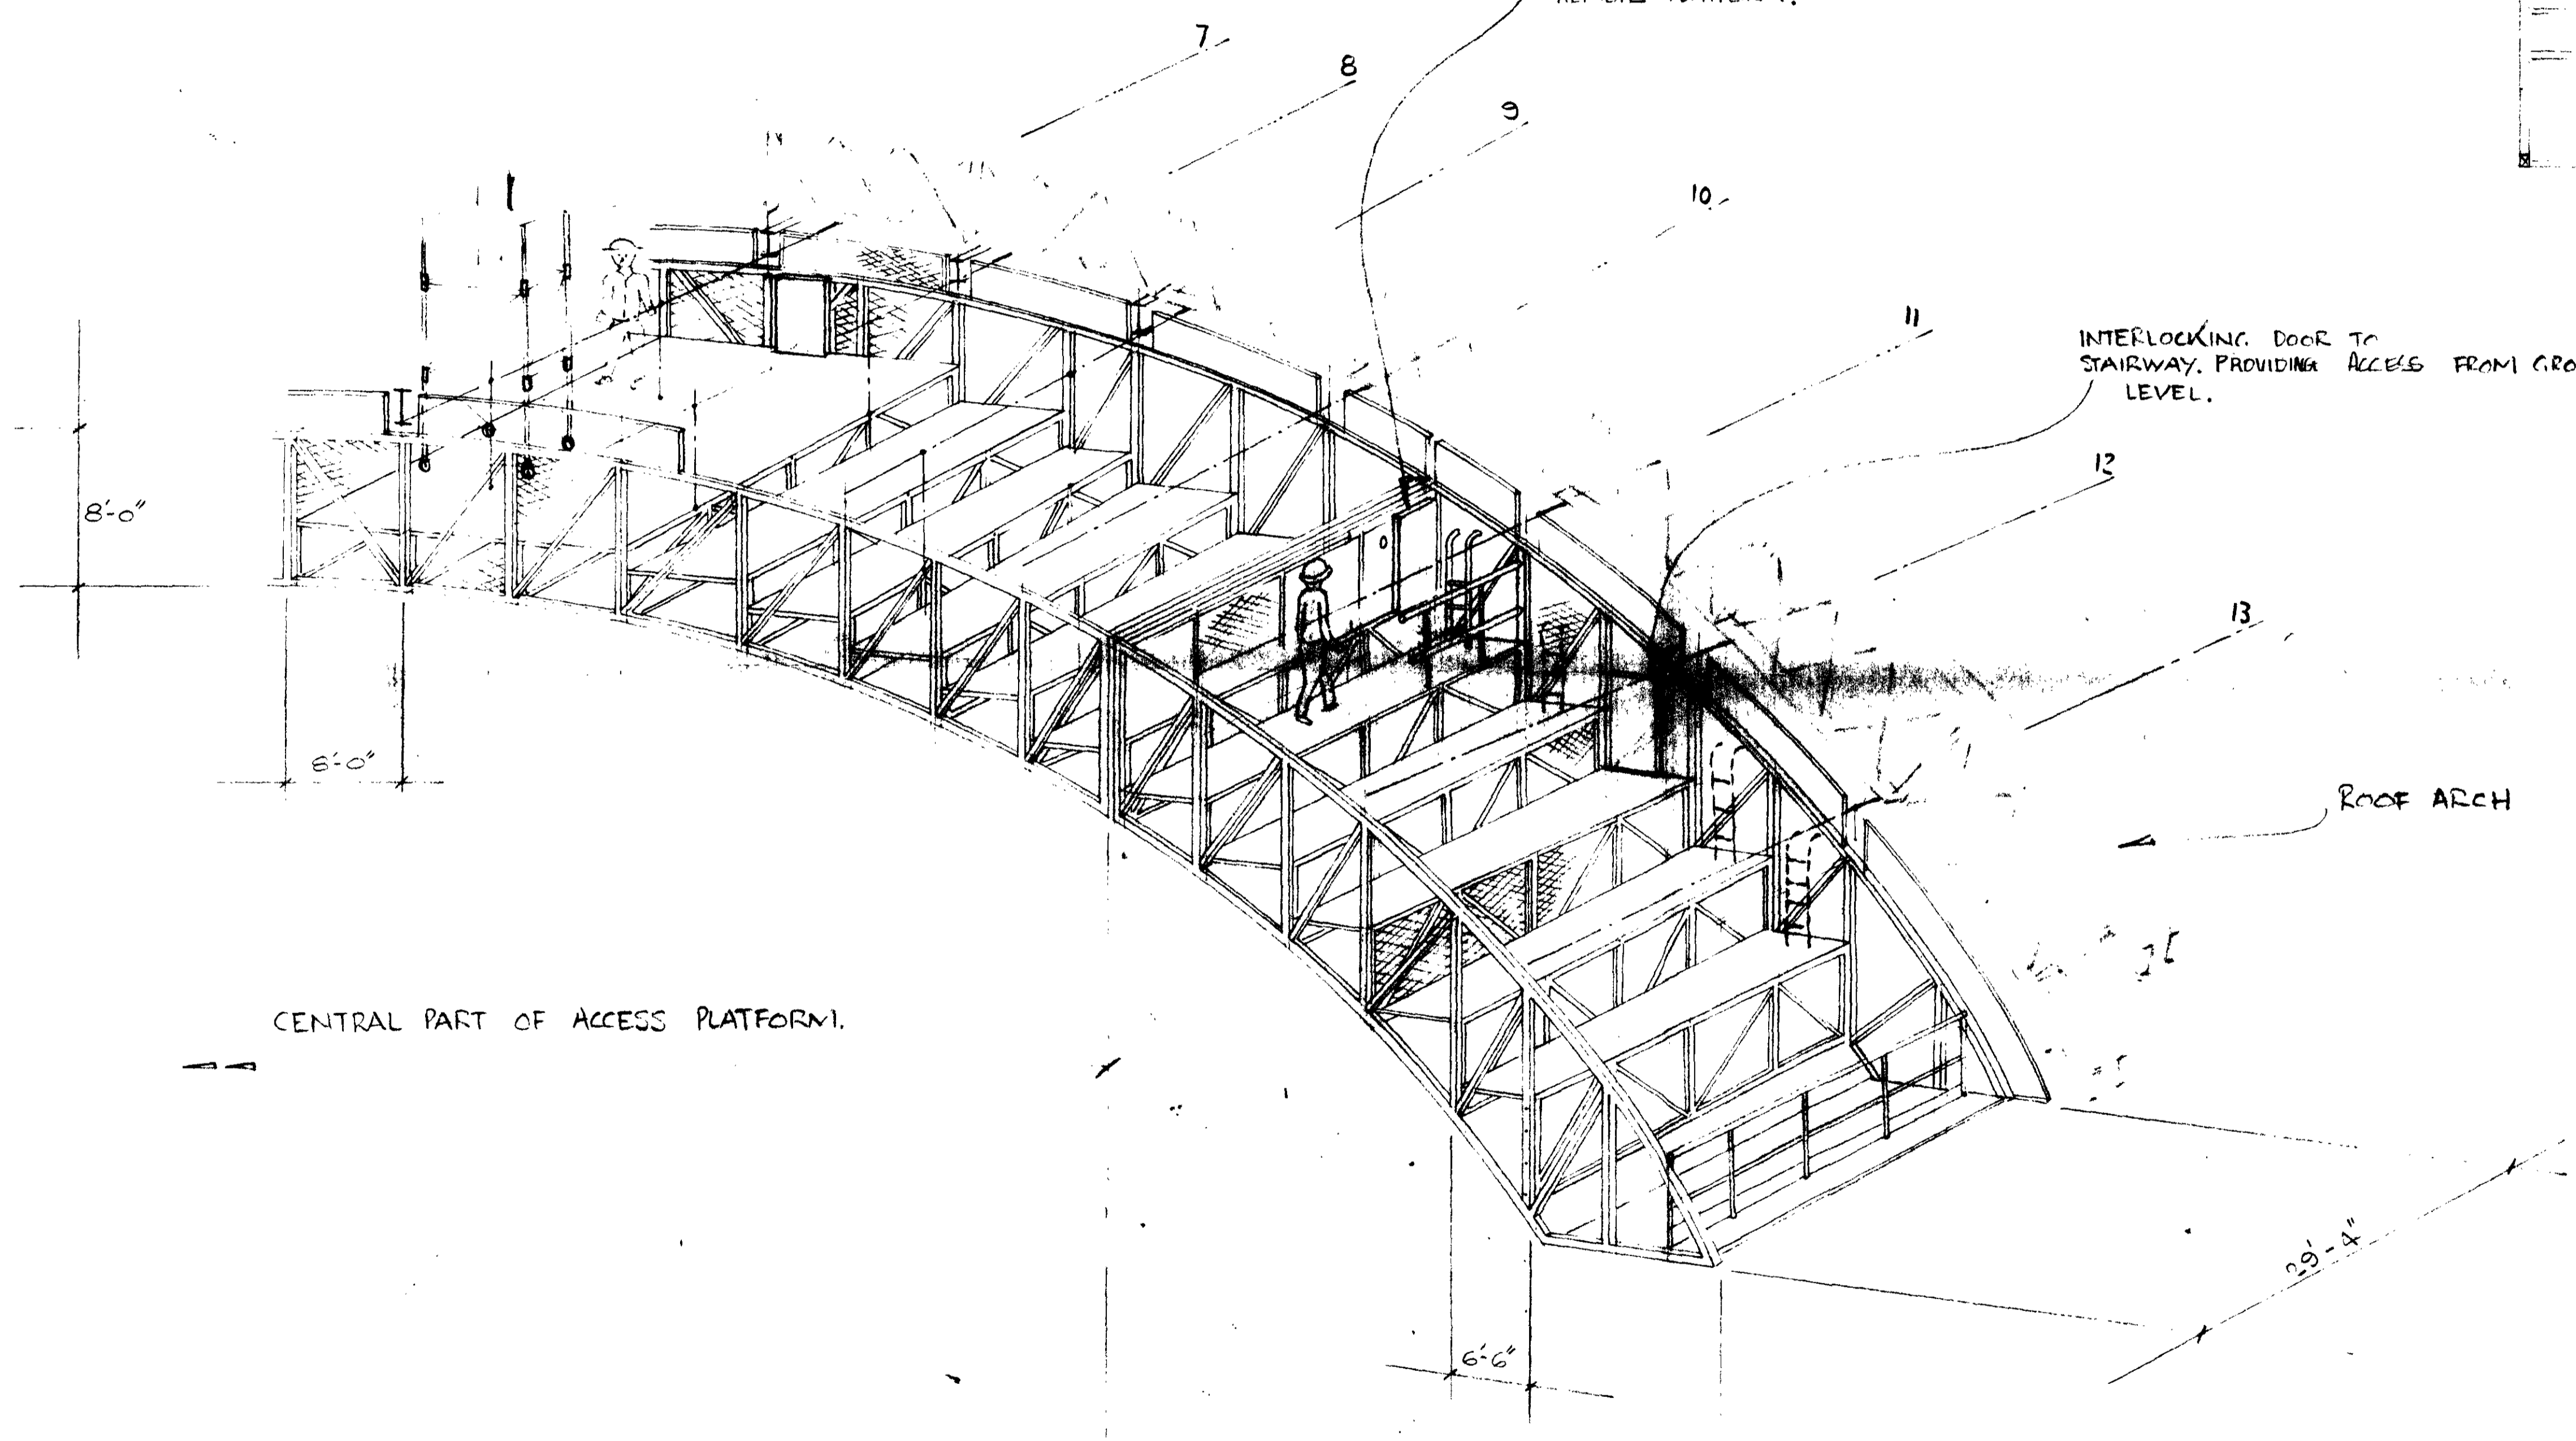 7
8
9
10
11
12
13
INTERLOCKING DOOR TO
STAIRWAY. PROVIDING ACCESS FROM GRO
LEVEL.
8'-0"
8'-0"
ROOF ARCH
CENTRAL PART OF ACCESS PLATFORM.
29'-4"
6'-6"